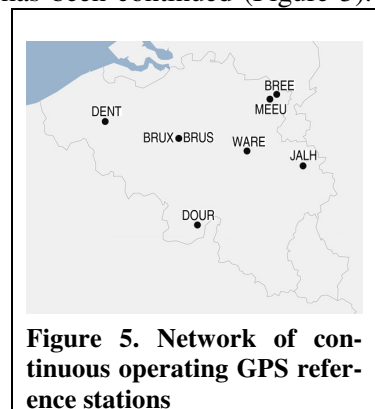 has been continued (Figure 5).
BREE
MEEU
DENT
BRUX BRUS
WARE
JALH
DOUR
Figure 5. Network of con-
tinuous operating GPS refer-
ence stations